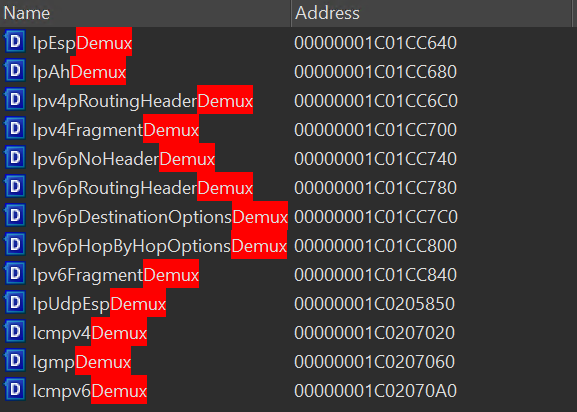 Name Address
D IpEspDemux 00000001C01CC640
D IpAhDemux 00000001C01CC680
D Ipv4pRoutingHeaderDemux 00000001C01CC6C0
D Ipv4FragmentDemux 00000001C01CC700
D Ipv6pNoHeaderDemux 00000001C01CC740
D Ipv6pRoutingHeaderDemux 00000001C01CC780
D Ipv6pDestinationOptionsDemux 00000001C01CC7C0
D Ipv6pHopByHopOptionsDemux 00000001C01CC800
D Ipv6FragmentDemux 00000001C01CC840
D IpUdpEspDemux 00000001C0205850
D Icmpv4Demux 00000001C0207020
D IgmpDemux 00000001C0207060
D Icmpv6Demux 00000001C02070A0